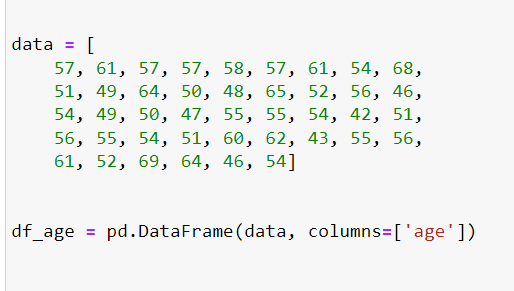 data = [
57, 61, 57, 57, 58, 57, 61, 54, 68,
51, 49, 64, 50, 48, 65, 52, 56, 46,
54, 49, 50, 47, 55, 55, 54, 42, 51,
56, 55, 54, 51, 60, 62, 43, 55, 56,
61, 52, 69, 64, 46, 54]
df_age = pd.DataFrame(data, columns=['age'])